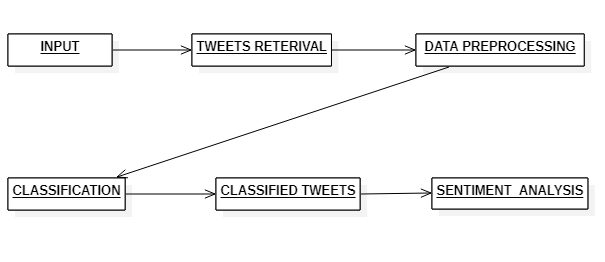 INPUT
TWEETS RETERIVAL
DATA PREPROCESSING
CLASSIFICATION
CLASSIFIED TWEETS
SENTIMENT  ANALYSIS